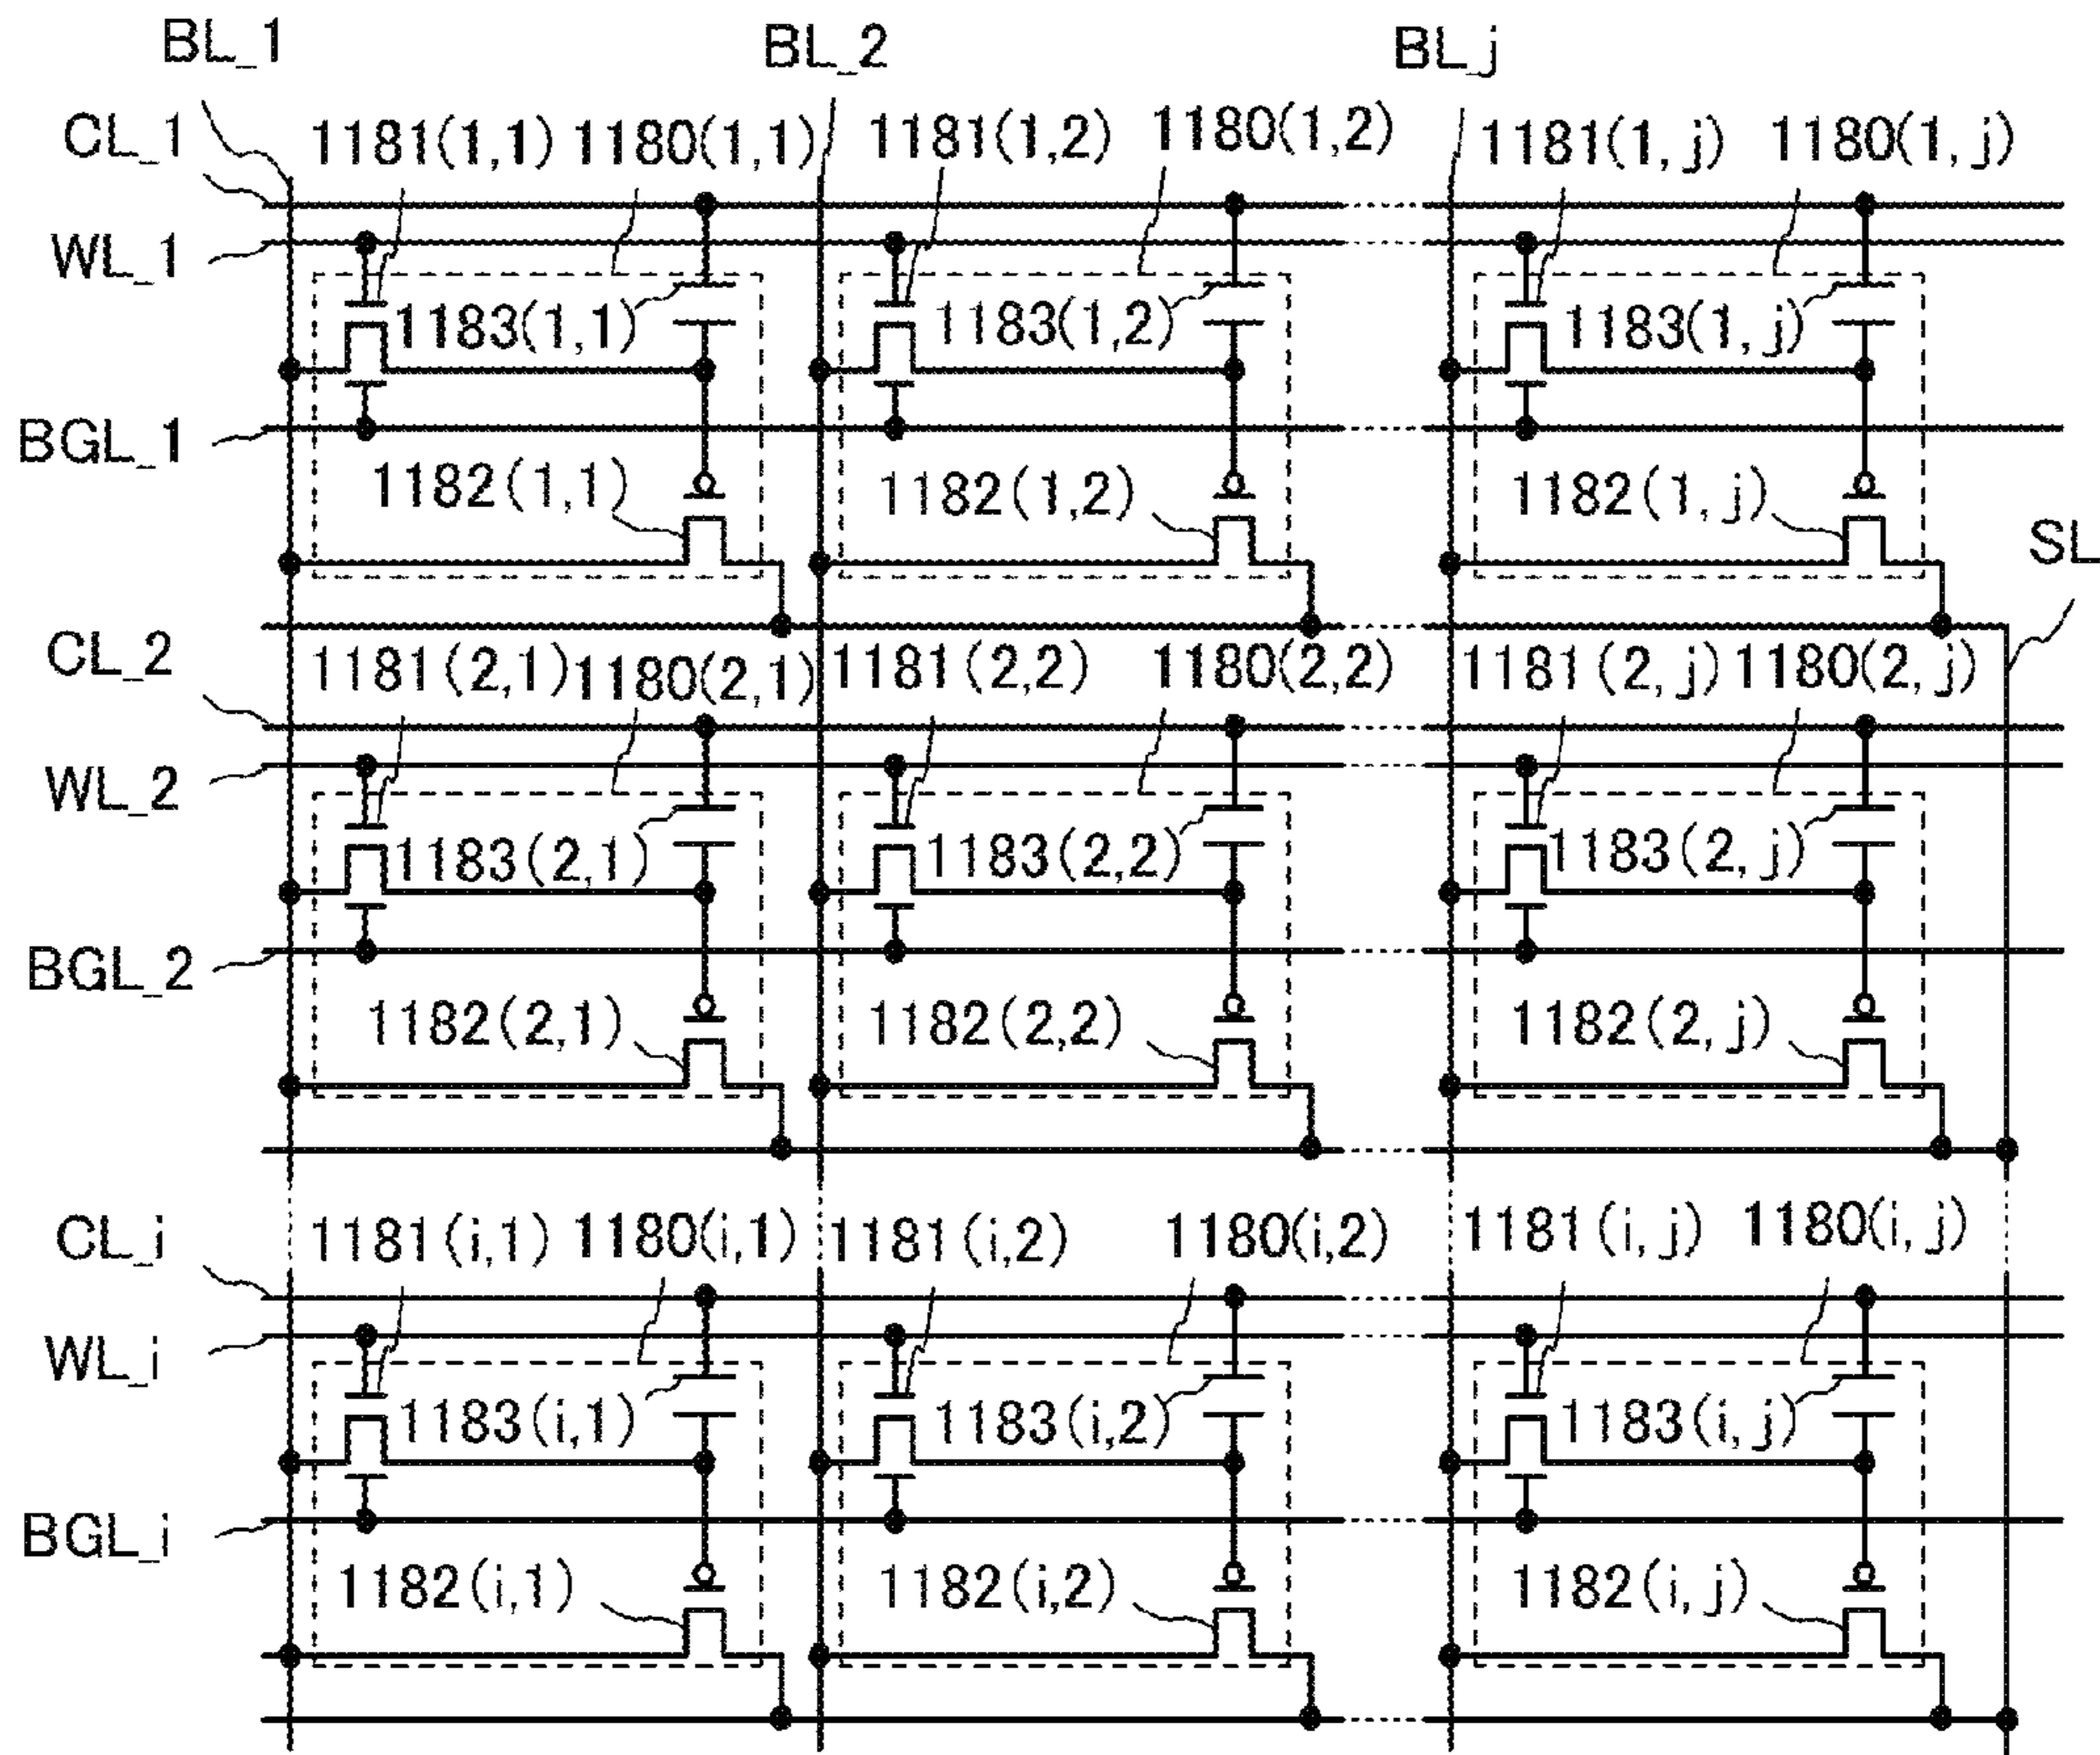 BL_1 BL_2 BL_j
CL_1 1181(1,1) 1180(1,1) 1181(1,2) 1180(1,2) 1181(1,j) 1180(1,j)
WL_1
1183(1,1) 1183(1,2) 1183(1,j)
BGL_1
1182(1,1) 1182(1,2) 1182(1,j)
SL
CL_2 1181(2,1) 1180(2,1) 1181(2,2) 1180(2,2) 1181(2,j) 1180(2,j)
WL_2
1183(2,1) 1183(2,2) 1183(2,j)
BGL_2
1182(2,1) 1182(2,2) 1182(2,j)
CL_i 1181(i,1) 1180(i,1) 1181(i,2) 1180(i,2) 1181(i,j) 1180(i,j)
WL_i
1183(i,1) 1183(i,2) 1183(i,j)
BGL_i
1182(i,1) 1182(i,2) 1182(i,j)